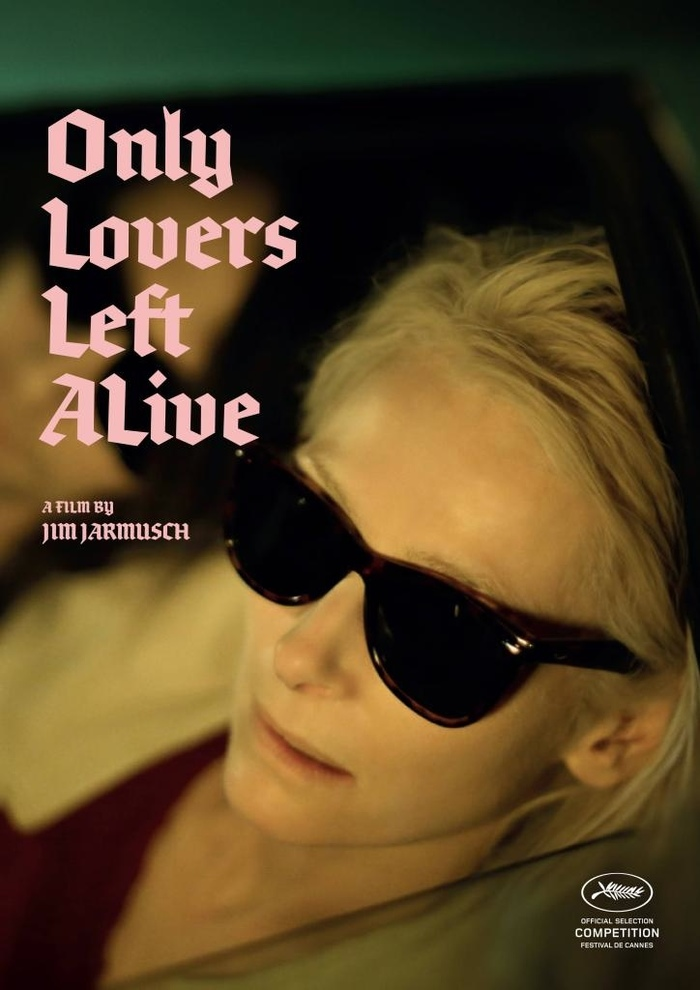 Only
Lovers
Left
ALive
A FILM BY
JIM JARMUSCH
OFFICIAL SELECTION
COMPETITION
FESTIVAL DE CANNES